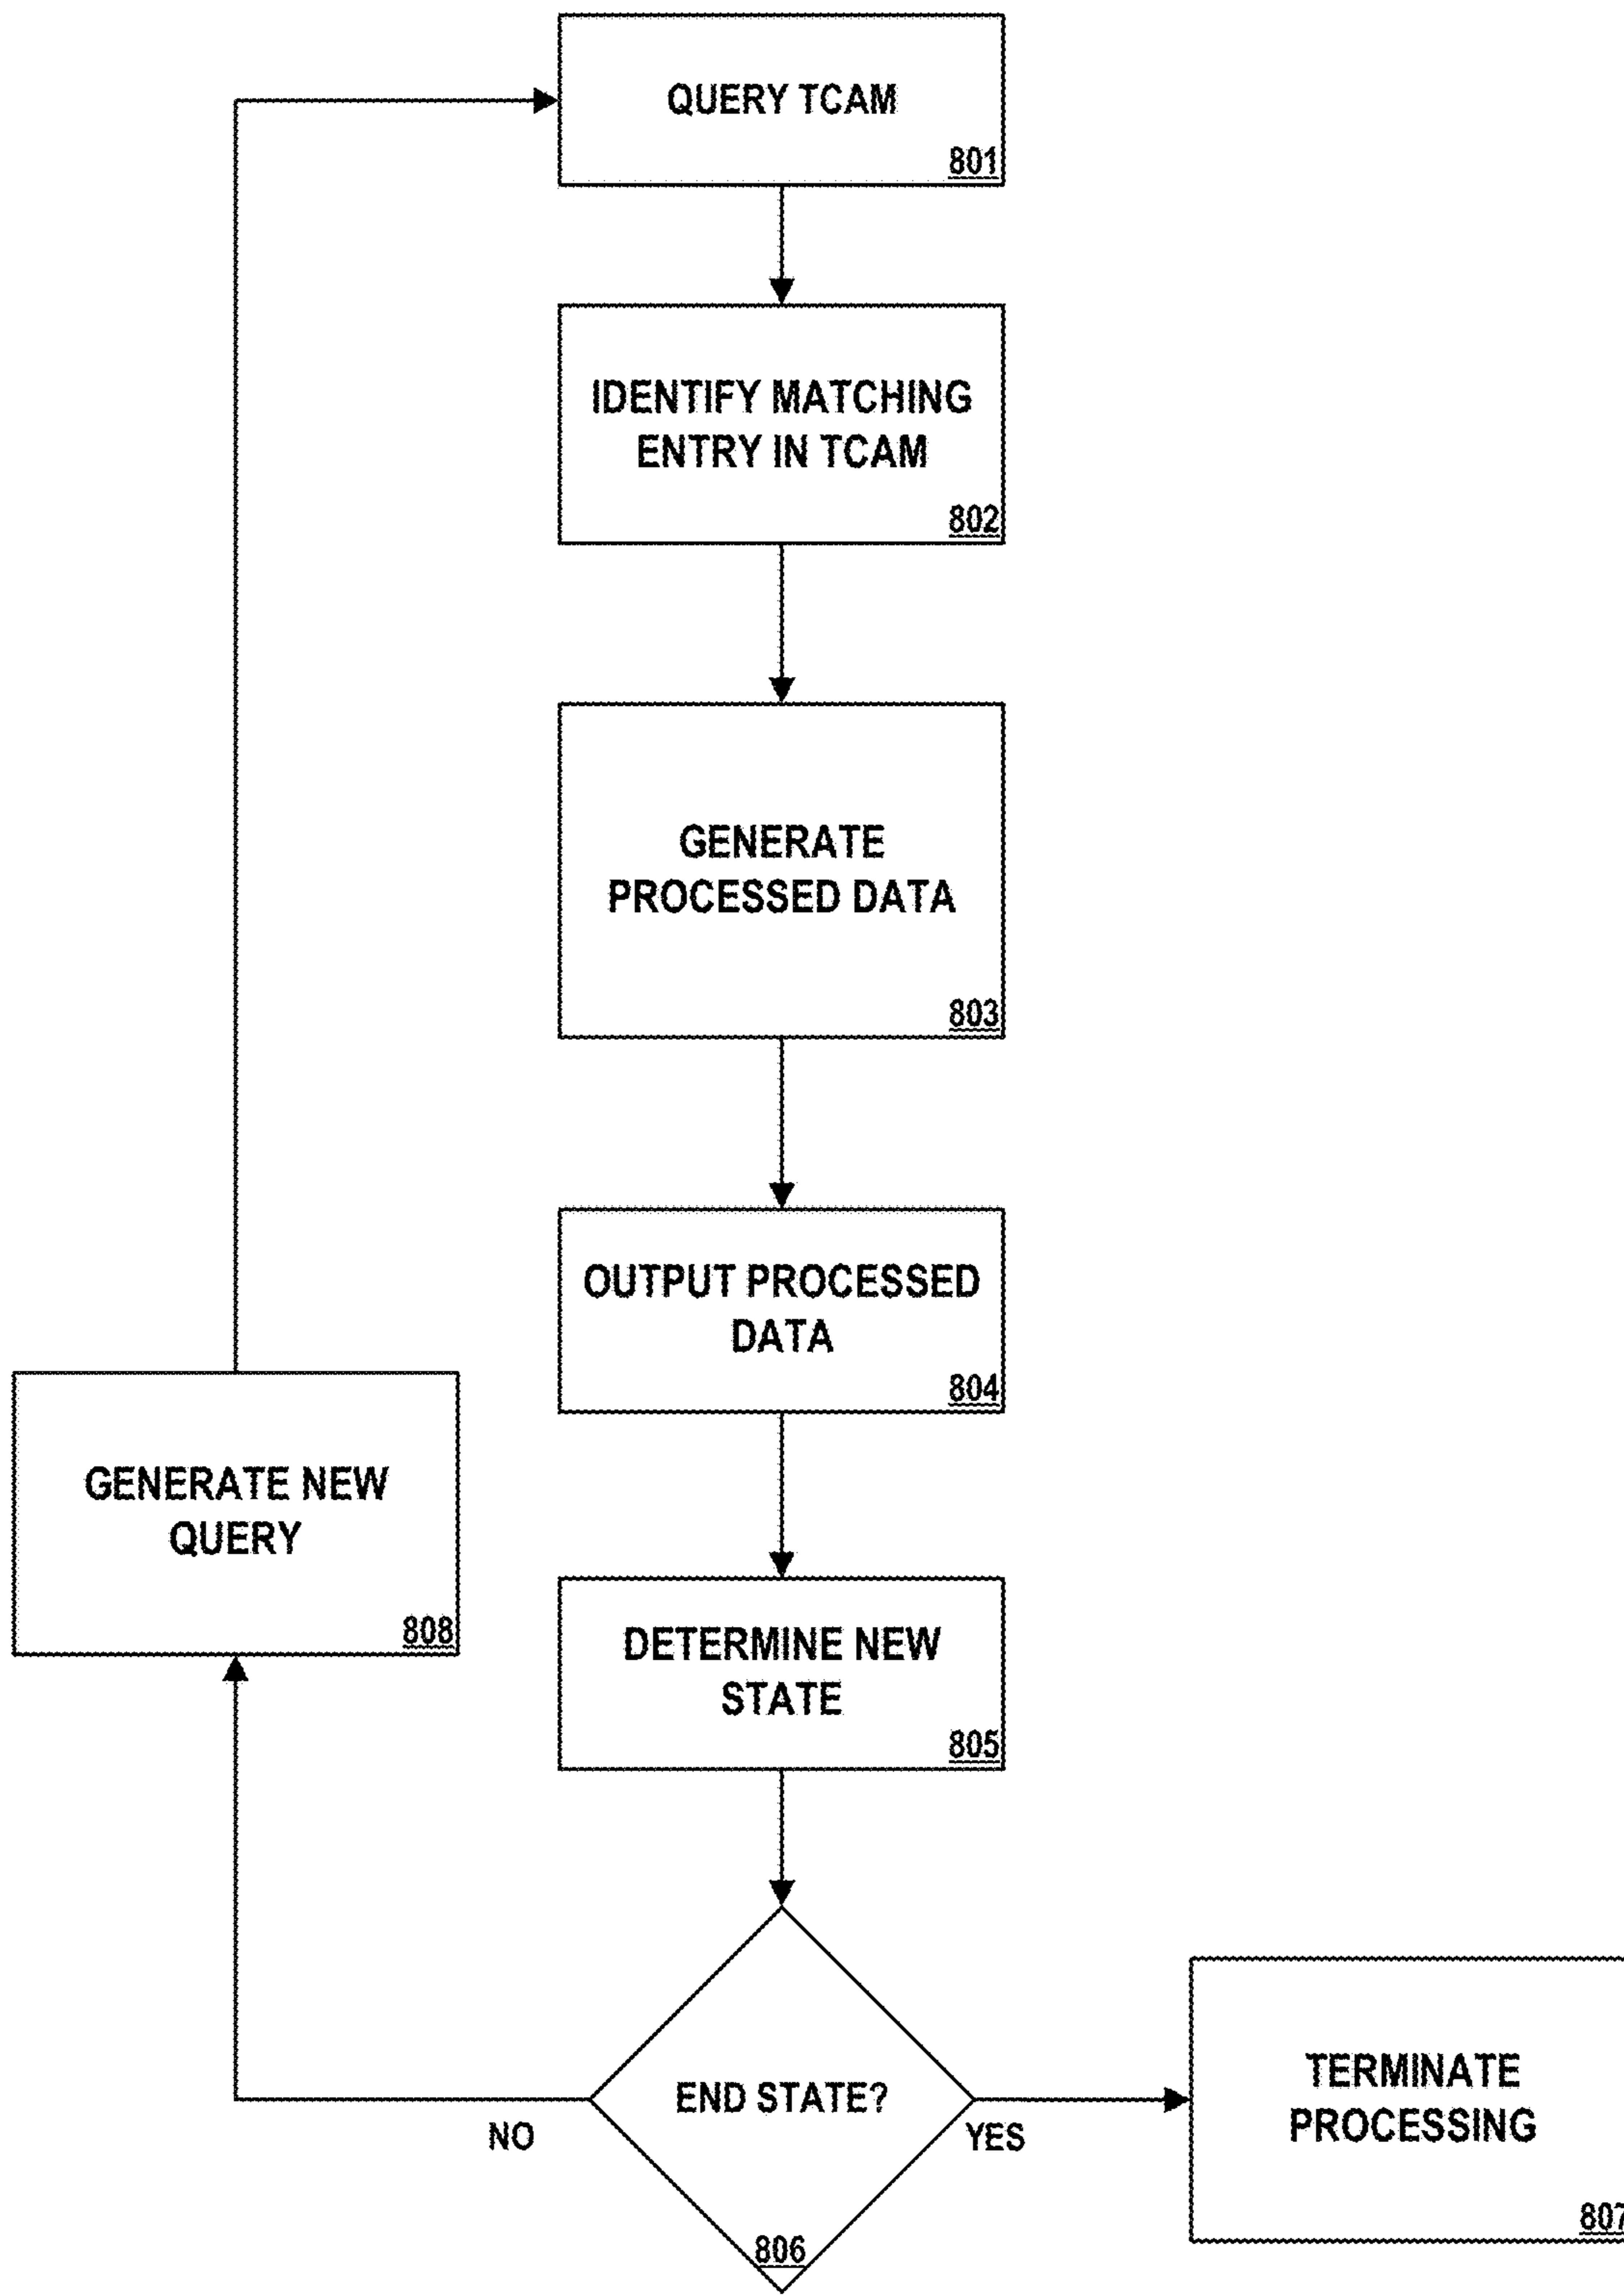 QUERY TCAM
801
IDENTIFY MATCHING
ENTRY IN TCAM
802
GENERATE
PROCESSED DATA
803
OUTPUT PROCESSED
DATA
804
GENERATE NEW
QUERY
808
DETERMINE NEW
STATE
805
END STATE?
NO
YES
806
TERMINATE
PROCESSING
807